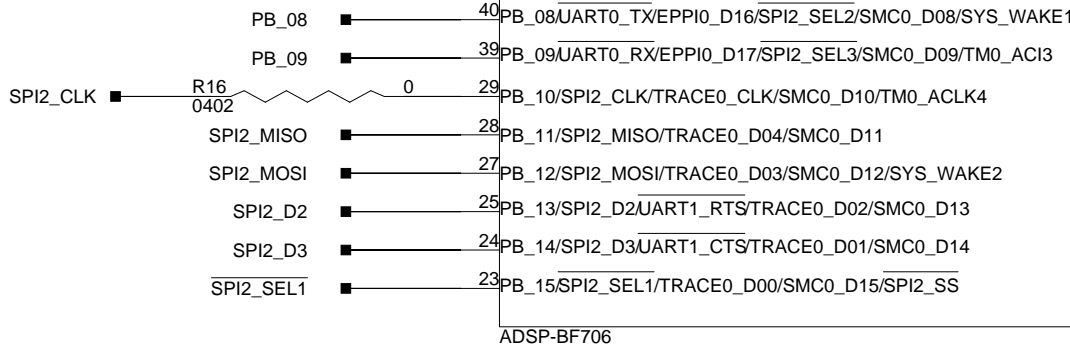 PB_08 40 PB_08/UART0_TX/EPPI0_D16/SPI2_SEL2/SMC0_D08/SYS_WAKE1
PB_09 39 PB_09/UART0_RX/EPPI0_D17/SPI2_SEL3/SMC0_D09/TM0_ACI3
SPI2_CLK R16 0 29 PB_10/SPI2_CLK/TRACE0_CLK/SMC0_D10/TM0_ACLK4
0402
SPI2_MISO 28 PB_11/SPI2_MISO/TRACE0_D04/SMC0_D11
SPI2_MOSI 27 PB_12/SPI2_MOSI/TRACE0_D03/SMC0_D12/SYS_WAKE2
SPI2_D2 25 PB_13/SPI2_D2/UART1_RTS/TRACE0_D02/SMC0_D13
SPI2_D3 24 PB_14/SPI2_D3/UART1_CTS/TRACE0_D01/SMC0_D14
SPI2_SEL1 23 PB_15/SPI2_SEL1/TRACE0_D00/SMC0_D15/SPI2_SS
ADSP-BF706